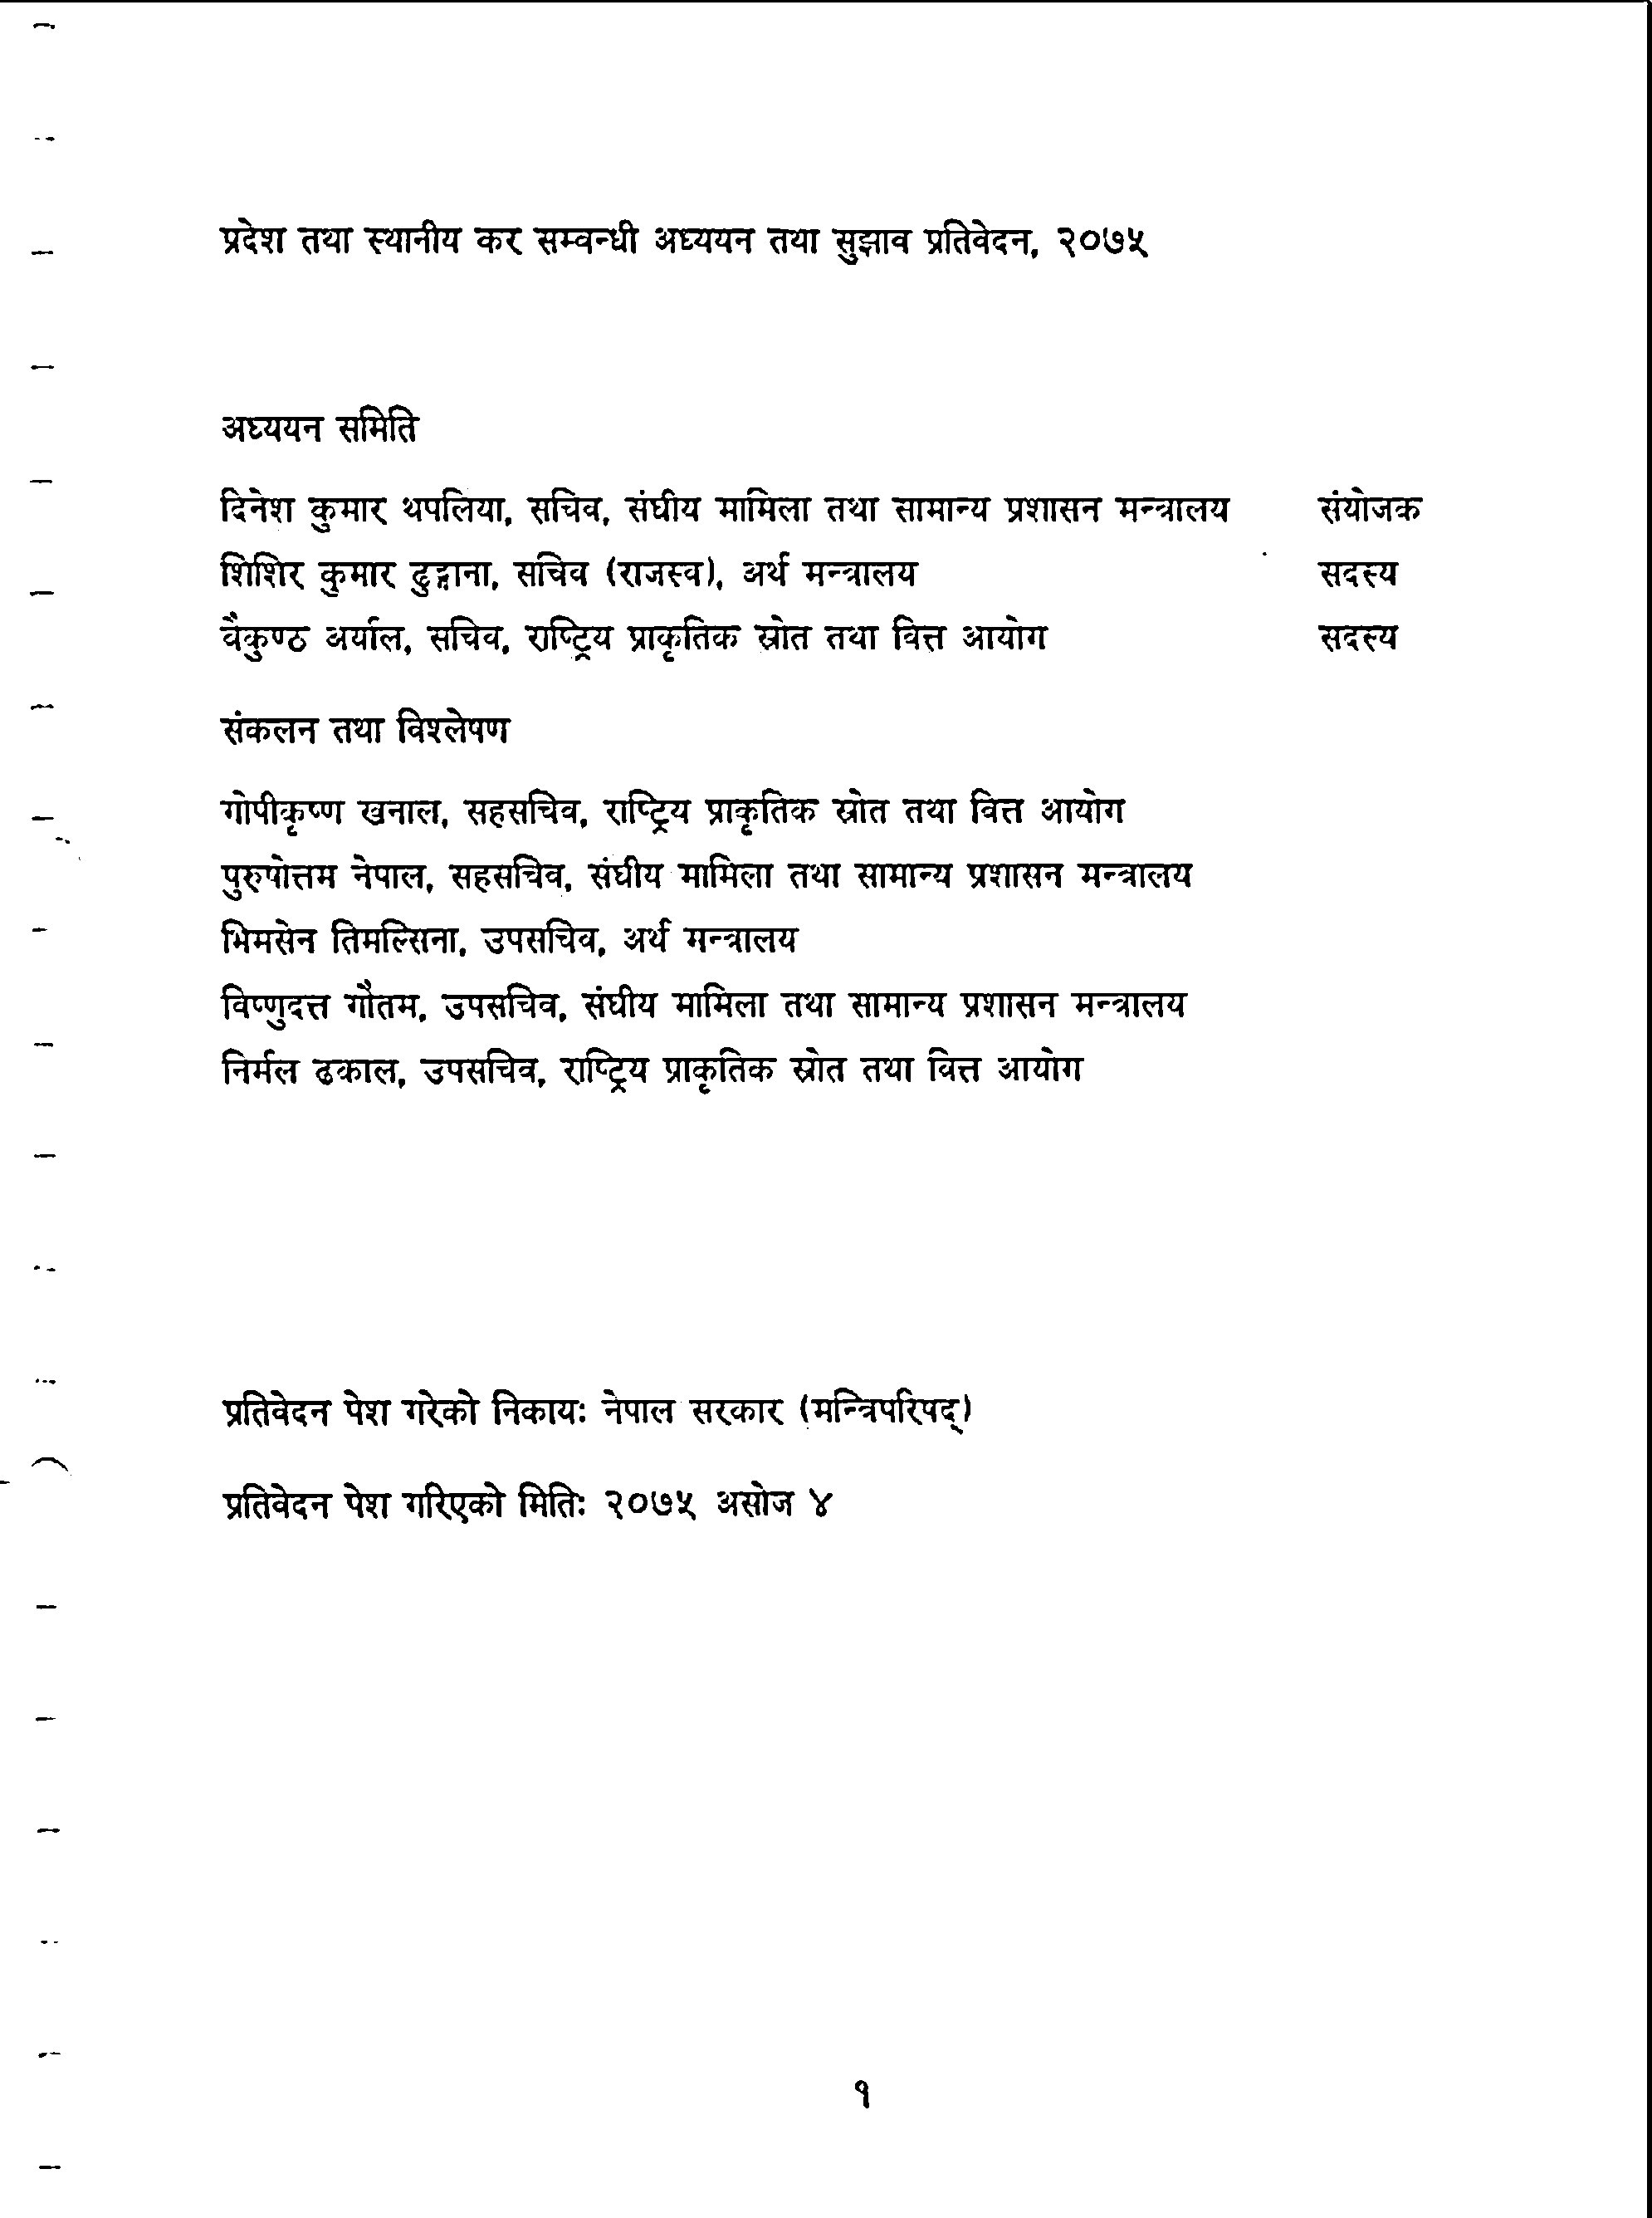 प्रदेश तथा स्थानीय कर सम्वन्धी अध्ययन तथा सुझाव प्रतिवेदन, २०७५
अध्ययन समिति
दिनेश कुमार थपलिया, सचिव, संघीय मामिला तथा सामान्य प्रशासन मन्त्रालय संयोजक
शिशिर कुमार ढुङ्गाना, सचिव (राजस्व), अर्थ मन्त्रालय सदस्य
वैकुण्ठ अर्याल, सचिव, राष्ट्रिय प्राकृतिक स्रोत तथा वित्त आयोग सदस्य
संकलन तथा विश्लेषण
गोपीकृष्ण खनाल, सहसचिव, राष्ट्रिय प्राकृतिक स्रोत तथा वित्त आयोग
पुरुषोत्तम नेपाल, सहसचिव, संघीय मामिला तथा सामान्य प्रशासन मन्त्रालय
भिमसेन तिमल्सिना, उपसचिव, अर्थ मन्त्रालय
विष्णुदत्त गौतम, उपसचिव, संघीय मामिला तथा सामान्य प्रशासन मन्त्रालय
निर्मल ढकाल, उपसचिव, राष्ट्रिय प्राकृतिक स्रोत तथा वित्त आयोग
प्रतिवेदन पेश गरेको निकायः नेपाल सरकार (मन्त्रिपरिषद्)
प्रतिवेदन पेश गरिएको मितिः २०७५ असोज ४
१